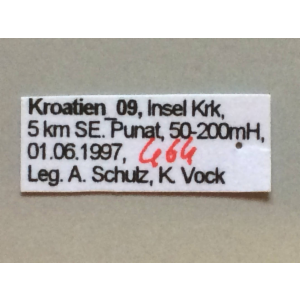 Kroatien_09, Insel Krk,
5 km SE. Punat, 50-200mH,
01.06.1997, 464
Leg. A. Schulz, K. Vock